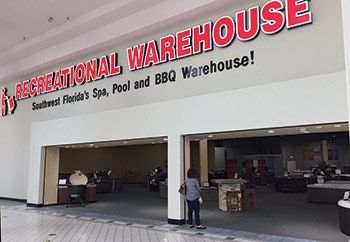 RECREATIONAL WAREHOUSE
Southwest Florida's Spa, Pool and BBQ Warehouse!